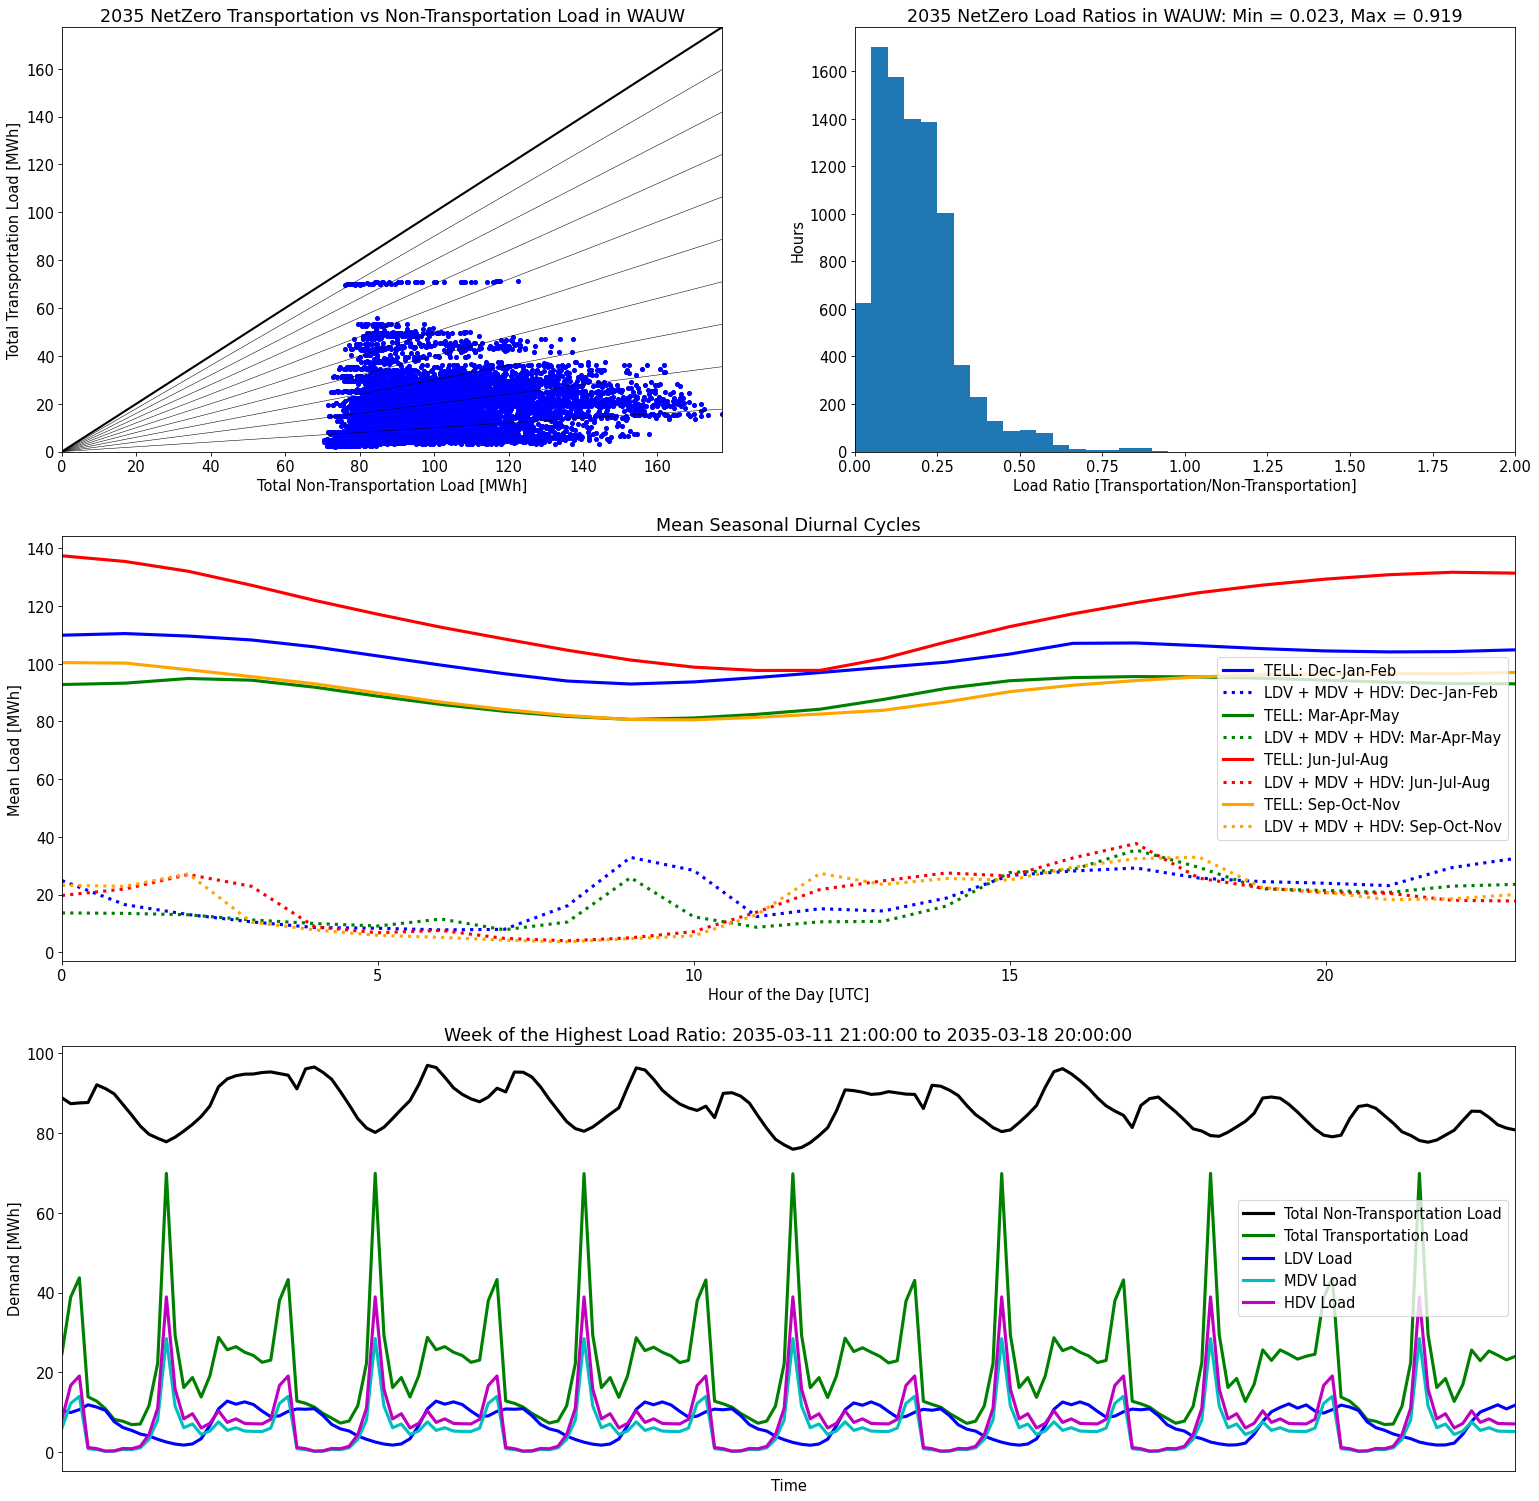 2035 NetZero Transportation vs Non-Transportation Load in WAUW
Total Transportation Load [MWh]
160
140
120
100
80
60
40
20
0
0 20 40 60 80 100 120 140 160
Total Non-Transportation Load [MWh]
2035 NetZero Load Ratios in WAUW: Min = 0.023, Max = 0.919
Hours
1600
1400
1200
1000
800
600
400
200
0
0.00 0.25 0.50 0.75 1.00 1.25 1.50 1.75 2.00
Load Ratio [Transportation/Non-Transportation]
Mean Seasonal Diurnal Cycles
Mean Load [MWh]
140
120
100
80
60
40
20
0
TELL: Dec-Jan-Feb
LDV + MDV + HDV: Dec-Jan-Feb
TELL: Mar-Apr-May
LDV + MDV + HDV: Mar-Apr-May
TELL: Jun-Jul-Aug
LDV + MDV + HDV: Jun-Jul-Aug
TELL: Sep-Oct-Nov
LDV + MDV + HDV: Sep-Oct-Nov
0 5 10 15 20
Hour of the Day [UTC]
Week of the Highest Load Ratio: 2035-03-11 21:00:00 to 2035-03-18 20:00:00
Demand [MWh]
100
80
60
40
20
0
Total Non-Transportation Load
Total Transportation Load
LDV Load
MDV Load
HDV Load
Time